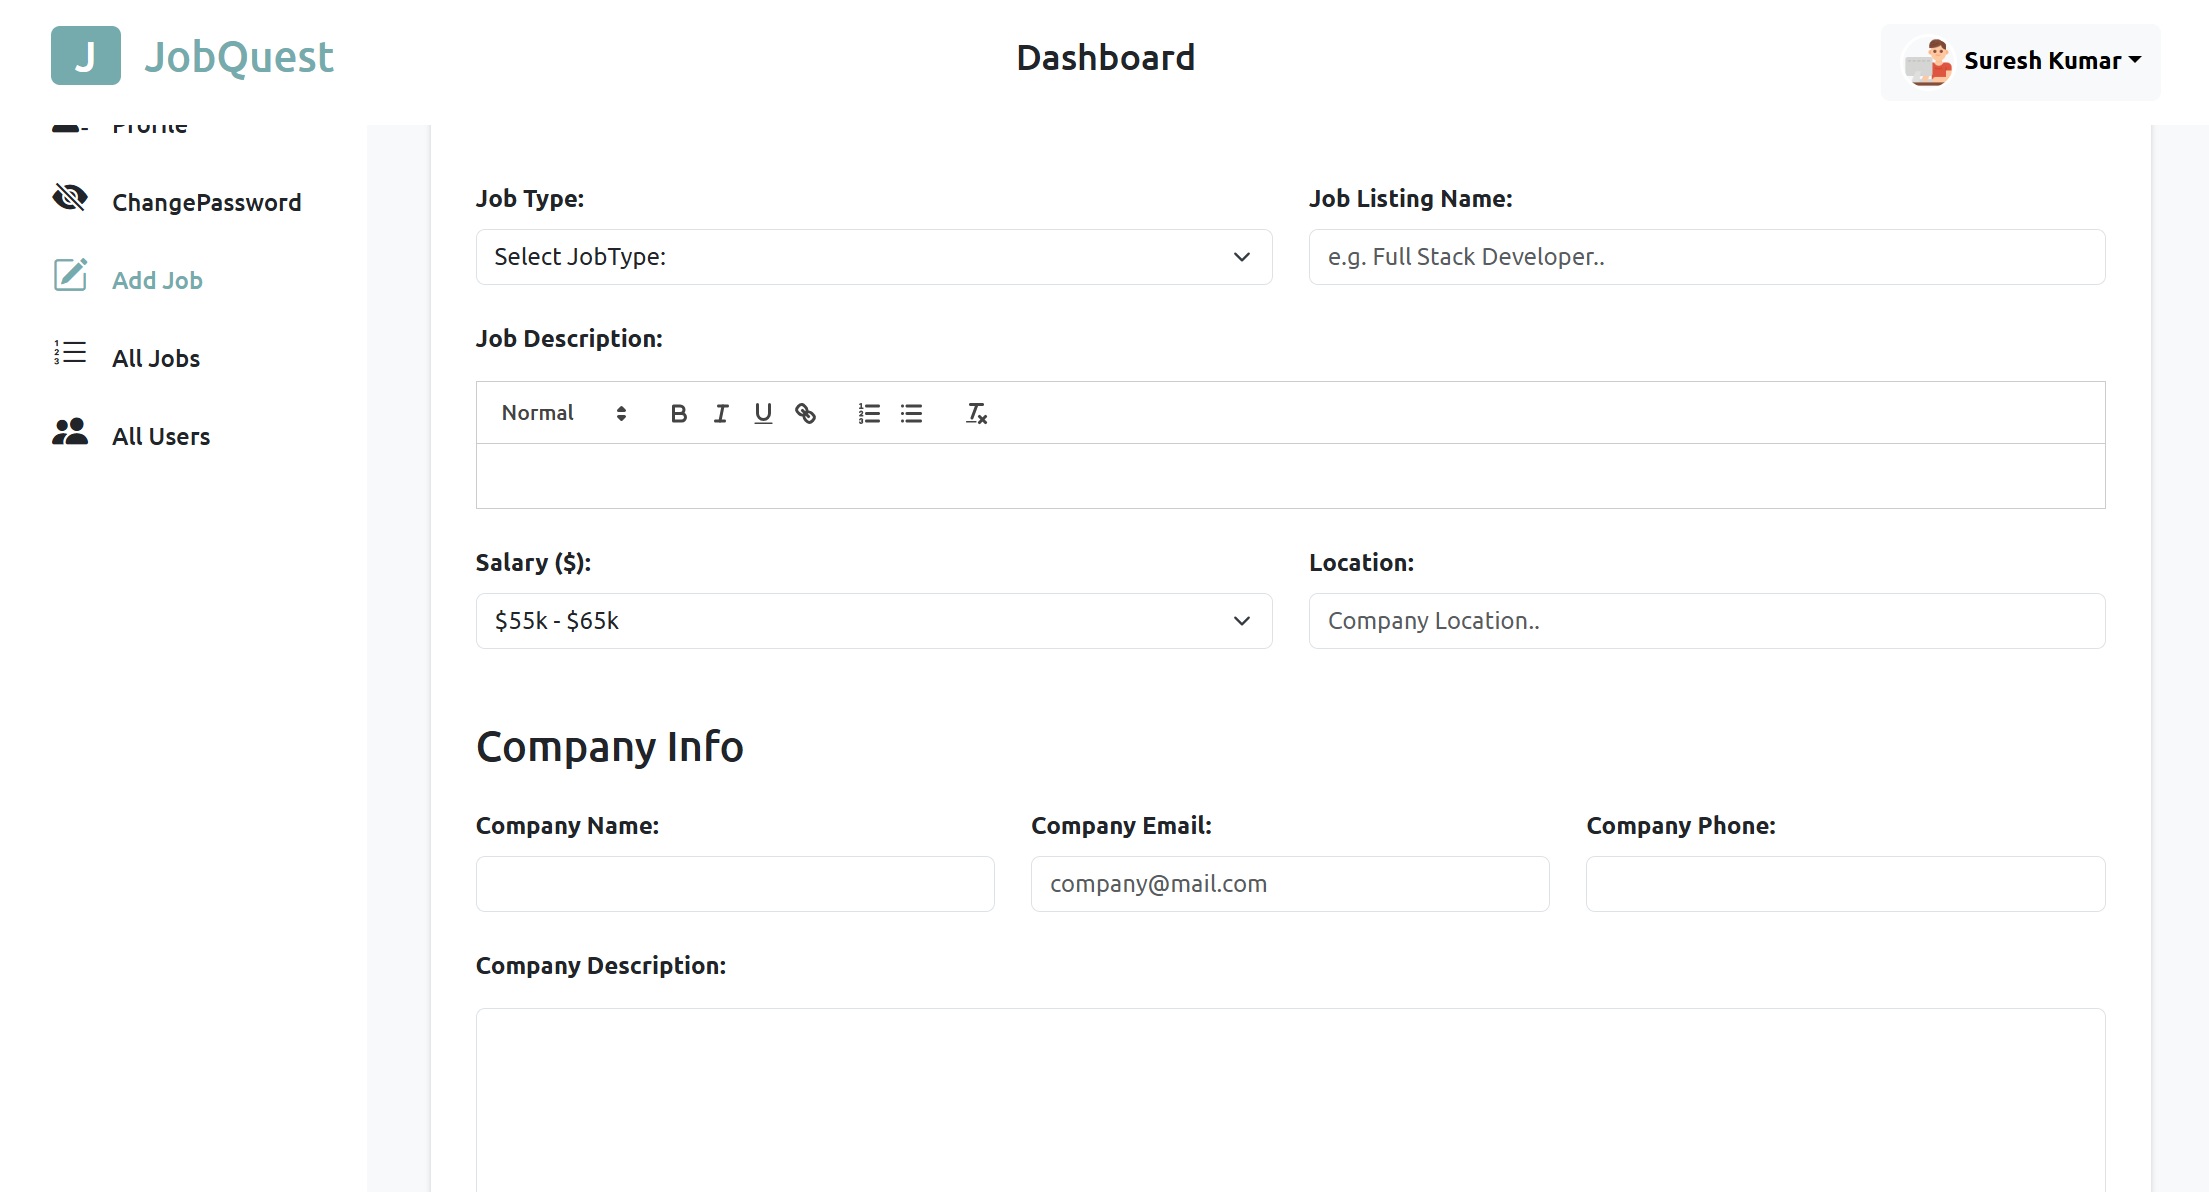 J JobQuest
Dashboard
Suresh Kumar
Profile
ChangePassword
Add Job
All Jobs
All Users
Job Type:
Job Listing Name:
Select JobType:
e.g. Full Stack Developer..
Job Description:
Normal
Salary ($):
Location:
$55k - $65k
Company Location..
Company Info
Company Name:
Company Email:
Company Phone:
company@mail.com
Company Description: